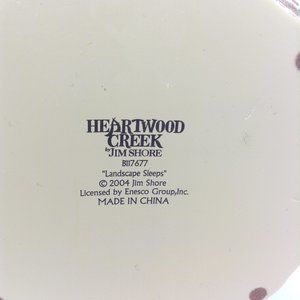 HEARTWOOD
CREEK
by JIM SHORE
B117677
"Landscape Sleeps"
© 2004 Jim Shore
Licensed by Enesco Group,Inc.
MADE IN CHINA